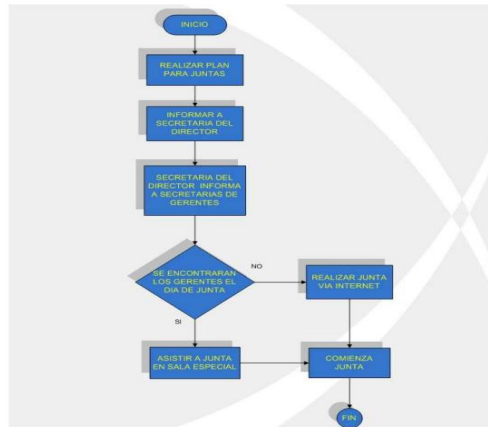 INICIO
REALIZAR PLAN
PARA JUNTAS
INFORMAR A
SECRETARIA DEL
DIRECTOR
SECRETARIA DEL
DIRECTOR INFORMA
A SECRETARIAS DE
GERENTES
SE ENCONTRARAN
LOS GERENTES EL
DIA DE JUNTA
NO
REALIZAR JUNTA
VIA INTERNET
SI
ASISTIR A JUNTA
EN SALA ESPECIAL
COMIENZA
JUNTA
FIN